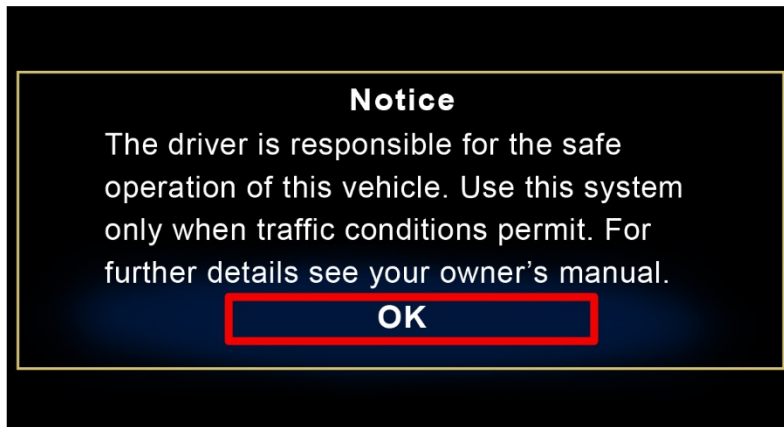 Notice
The driver is responsible for the safe
operation of this vehicle. Use this system
only when traffic conditions permit. For
further details see your owner’s manual.
OK